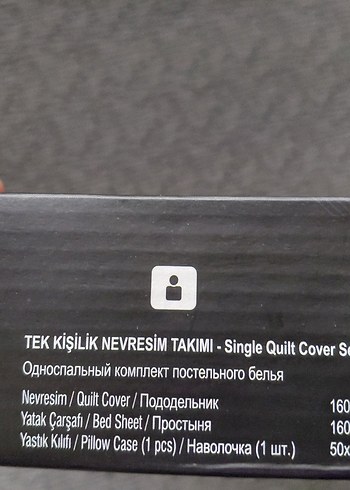 TEK KİŞİLİK NEVRESİM TAKIMI - Single Quilt Cover
Односпальный комплект постельного белья
Nevresim / Quilt Cover / Пододельник 160
Yatak Çarşafı / Bed Sheet / Простыня 160
Yastık Kılıfı / Pillow Case (1 pcs) / Наволочка (1 шт.) 50x